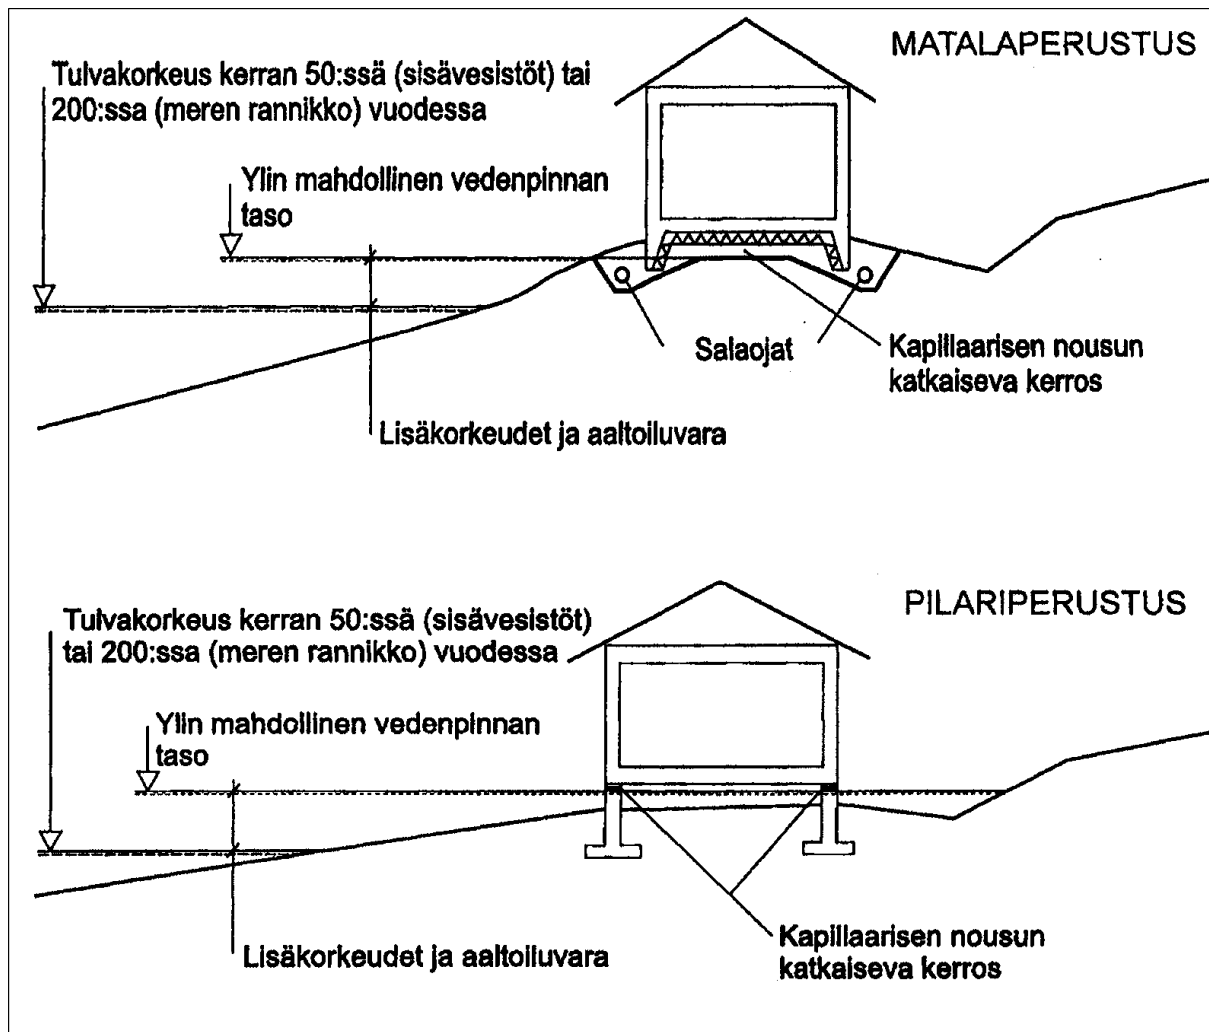 MATALAPERUSTUS
Tulvakorkeus kerran 50:ssä (sisävesistöt) tai
200:ssa (meren rannikko) vuodessa
Ylin mahdollinen vedenpinnan
taso
Salaojat
Kapillaarisen nousun
katkaiseva kerros
Lisäkorkeudet ja aaltoiluvara
PILARIPERUSTUS
Tulvakorkeus kerran 50:ssä (sisävesistöt)
tai 200:ssa (meren rannikko) vuodessa
Ylin mahdollinen vedenpinnan
taso
Kapillaarisen nousun
katkaiseva kerros
Lisäkorkeudet ja aaltoiluvara